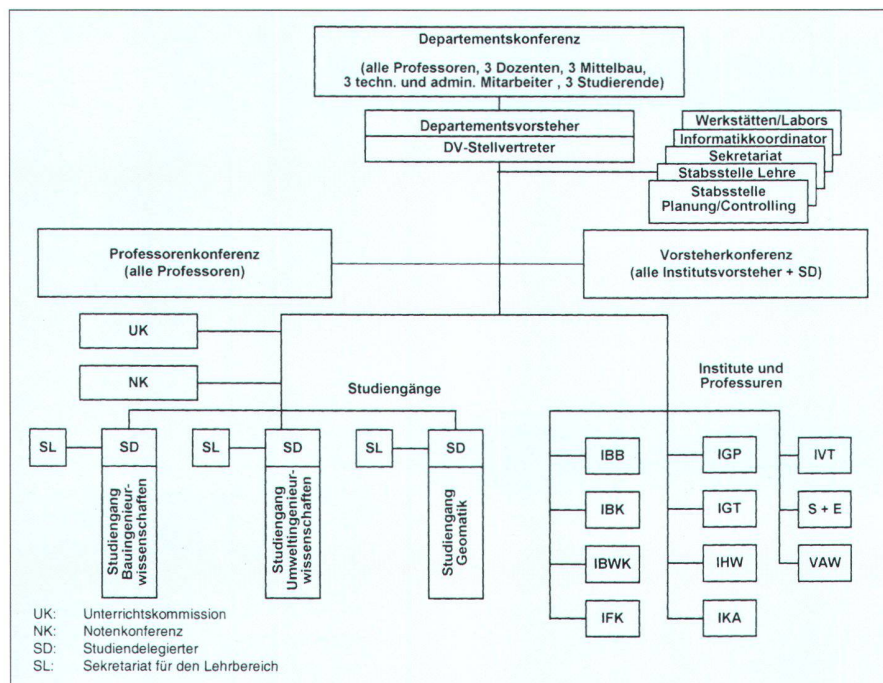 Departementskonferenz
(alle Professoren, 3 Dozenten, 3 Mittelbau,
3 techn. und admin. Mitarbeiter , 3 Studierende)
Departementsvorsteher
DV-Stellvertreter
Werkstätten/Labors
Informatikkoordinator
Sekretariat
Stabsstelle Lehre
Stabsstelle
Planung/Controlling
Professorenkonferenz
(alle Professoren)
Vorsteherkonferenz
(alle Institutsvorsteher + SD)
UK
NK
Studiengänge
SL
SD
Studiengang
Bauingenieur-
wissenschaften
SL
SD
Studiengang
Umweltingenieur-
wissenschaften
SL
SD
Studiengang
Geomatik
Institute und
Professuren
IBB
IBK
IBWK
IFK
IGP
IGT
IHW
IKA
IVT
S + E
VAW
UK: Unterrichtskommission
NK: Notenkonferenz
SD: Studiendelegierter
SL: Sekretariat für den Lehrbereich